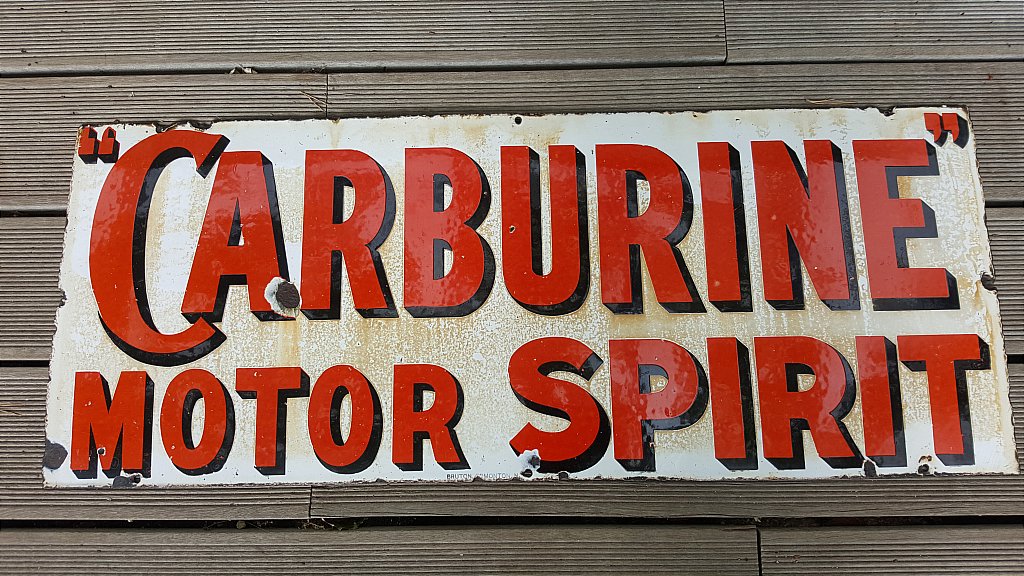 "CARBURINE"
MOTOR SPIRIT